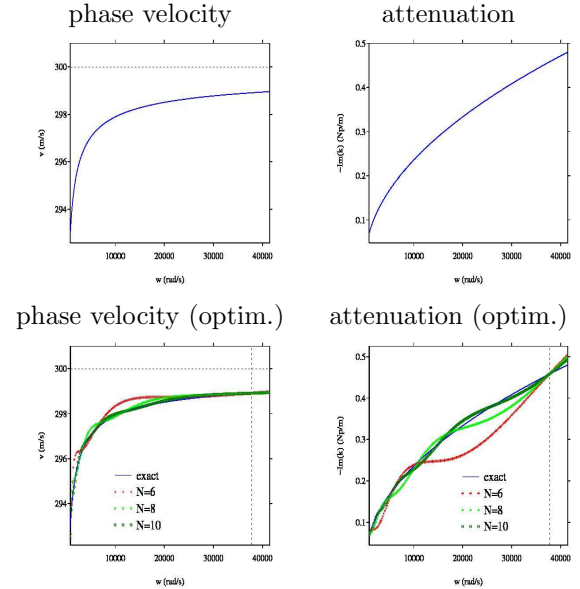 phase velocity
attenuation
300
298
296
294
v (m/s)
10000 20000 30000 40000
w (rad/s)
0.5
0.4
0.3
0.2
0.1
-Im(k) (Np/m)
10000 20000 30000 40000
w (rad/s)
phase velocity (optim.)
attenuation (optim.)
300
298
296
294
v (m/s)
exact
N=6
N=8
N=10
10000 20000 30000 40000
w (rad/s)
0.5
0.4
0.3
0.2
0.1
-Im(k) (Np/m)
exact
N=6
N=8
N=10
10000 20000 30000 40000
w (rad/s)